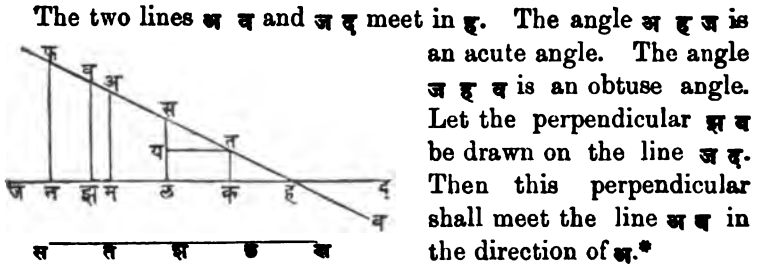 The two lines अ व and ज द meet in ह. The angle अ ह ज is
an acute angle. The angle
ज ह व is an obtuse angle.
Let the perpendicular झ व
be drawn on the line ज द.
Then this perpendicular
shall meet the line अ व in
the direction of अ.*
फ
व
अ
स
य त
ज न झ म क ह द
व
स त झ छ ख